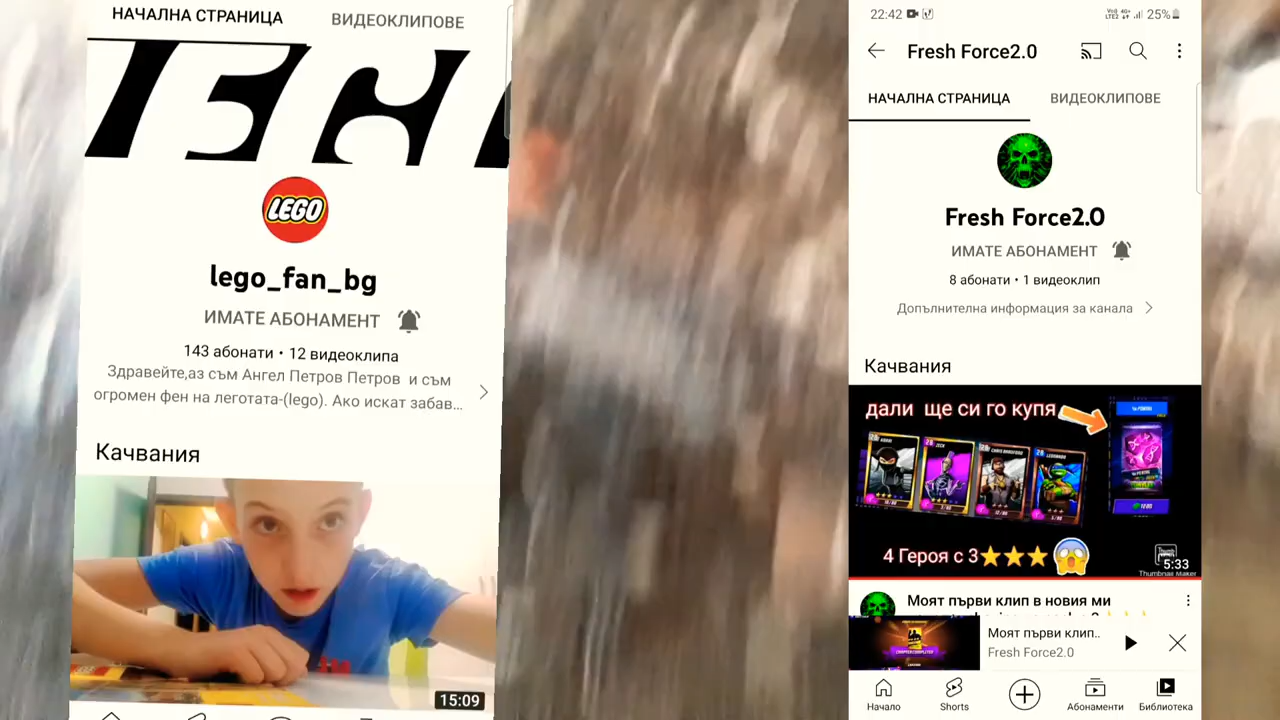 НАЧАЛНА СТРАНИЦА
ВИДЕОКЛИПОВЕ
LEGO
lego_fan_bg
ИМАТЕ АБОНАМЕНТ
143 абонати • 12 видеоклипа
Здравейте,аз съм Ангел Петров Петров и съм
огромен фен на леготата-(lego). Ако искат забав...
Качвания
15:09
22:42
25%
Fresh Force2.0
НАЧАЛНА СТРАНИЦА
ВИДЕОКЛИПОВЕ
Fresh Force2.0
ИМАТЕ АБОНАМЕНТ
8 абонати • 1 видеоклип
Допълнителна информация за канала
Качвания
дали ще си го купя
4 Героя с 3
5:33
Thumbnail Maker
Моят първи клип в новия ми
Моят първи клип..
Fresh Force2.0
Начало
Shorts
Абонаменти
Библиотека